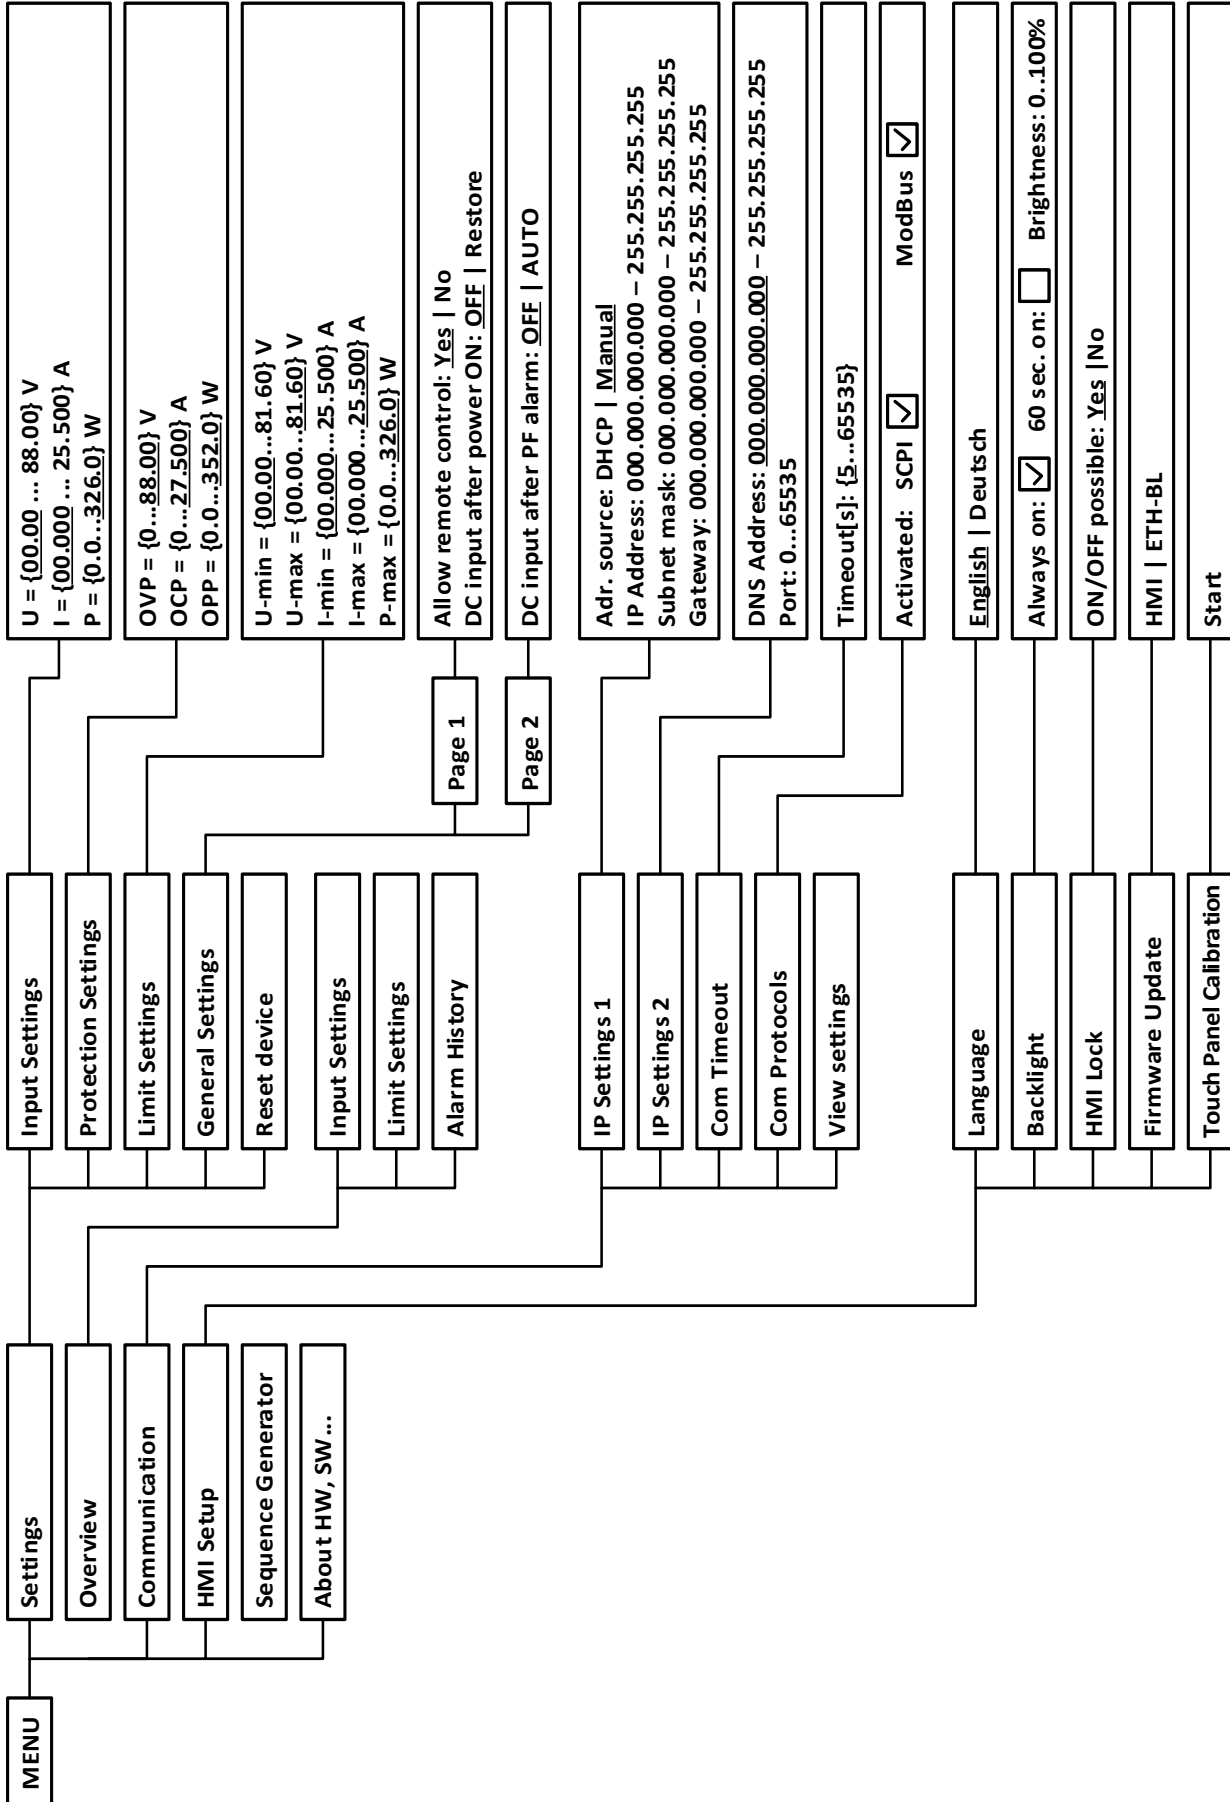 MENU
Settings
Overview
Communication
HMI Setup
Sequence Generator
About HW, SW...
Input Settings
Protection Settings
Limit Settings
General Settings
Reset device
Input Settings
Limit Settings
Alarm History
IP Settings 1
IP Settings 2
Com Timeout
Com Protocols
View settings
Language
Backlight
HMI Lock
Firmware Update
Touch Panel Calibration
Page 1
Page 2
U = {00.00 ... 88.00} V
I = {00.000 ... 25.500} A
P = {0.0...326.0} W
OVP = {0...88.00} V
OCP = {0...27.500} A
OPP = {0.0...352.0} W
U-min = {00.00...81.60} V
U-max = {00.00...81.60} V
I-min = {00.000...25.500} A
I-max = {00.000...25.500} A
P-max = {0.0...326.0} W
Allow remote control: Yes | No
DC input after power ON: OFF | Restore
DC input after PF alarm: OFF | AUTO
Adr. source: DHCP | Manual
IP Address: 000.000.000.000 – 255.255.255.255
Subnet mask: 000.000.000.000 – 255.255.255.255
Gateway: 000.000.000.000 – 255.255.255.255
DNS Address: 000.000.000.000 – 255.255.255.255
Port: 0...65535
Timeout[s]: {5...65535}
Activated: SCPI ☑ ModBus ☑
English | Deutsch
Always on: ☑ 60 sec. on: ☐ Brightness: 0..100%
ON/OFF possible: Yes |No
HMI | ETH-BL
Start